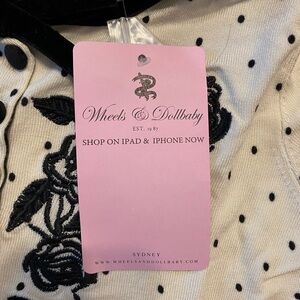 Wheels & Dollbaby
EST. 1987
SHOP ON IPAD & IPHONE NOW
SYDNEY
WWW.WHEELSANDDOLLBABY.COM